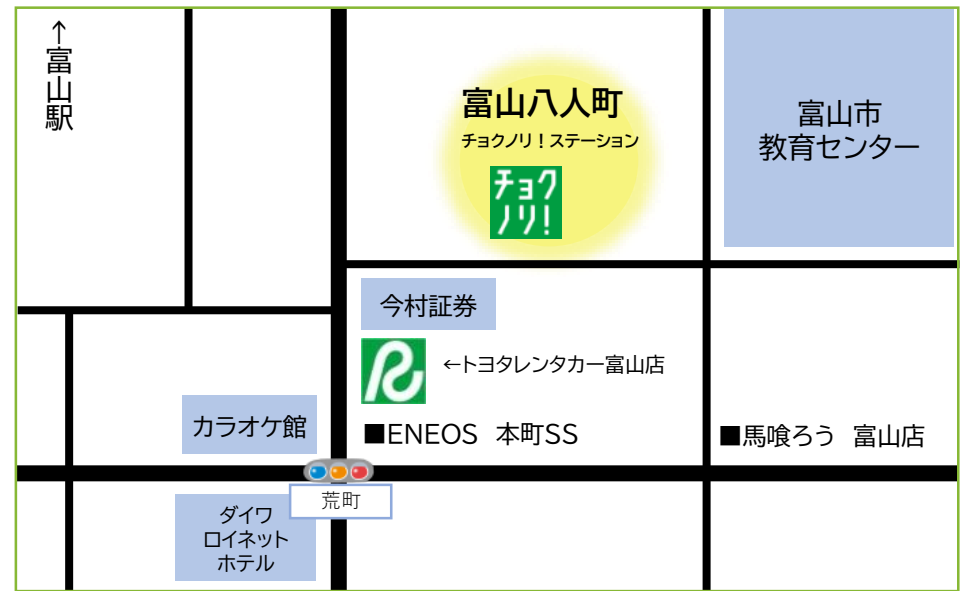 ↑富山駅
富山八人町
チョクノリ！ステーション
チョク
ノリ!
富山市
教育センター
今村証券
R
←トヨタレンタカー富山店
カラオケ館
■ENEOS 本町SS
■馬喰ろう 富山店
荒町
ダイワ
ロイネット
ホテル